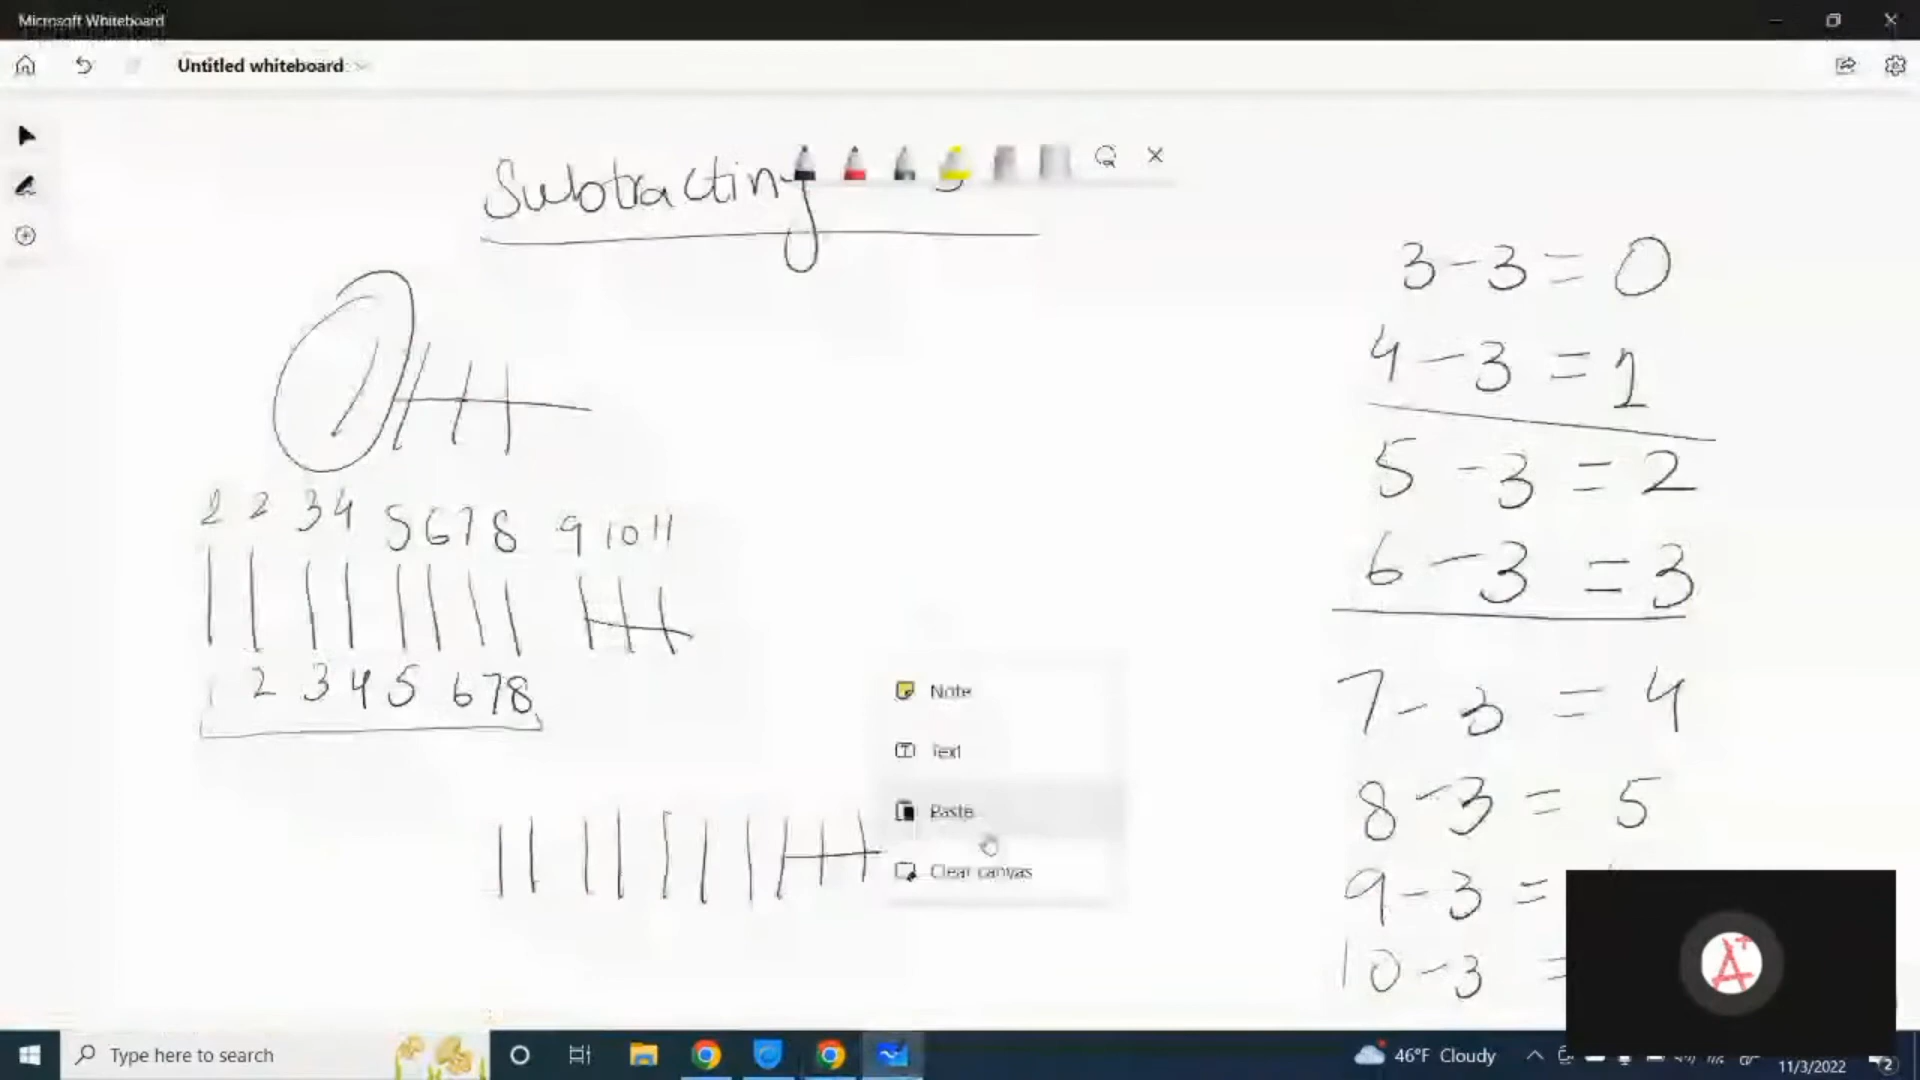 Microsoft Whiteboard
Untitled whiteboard
Subtracting
3-3=0
4-3=1
5-3=2
6-3=3
7-3=4
8-3=5
9-3=
10-3=
1 2 3 4 5 6 7 8 9 10 11
1 2 3 4 5 6 7 8
Note
Text
Paste
Clear canvas
A+
Type here to search
46°F Cloudy
11/3/2022
2